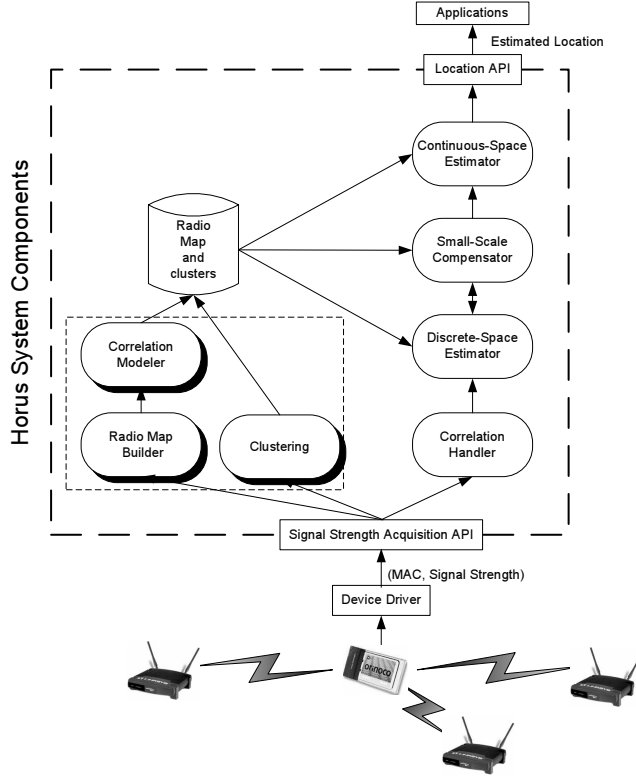 Applications
Estimated Location
Location API
Horus System Components
Continuous-Space
Estimator
Radio
Map
and
clusters
Small-Scale
Compensator
Correlation
Modeler
Discrete-Space
Estimator
Radio Map
Builder
Clustering
Correlation
Handler
Signal Strength Acquisition API
(MAC, Signal Strength)
Device Driver
orinoco